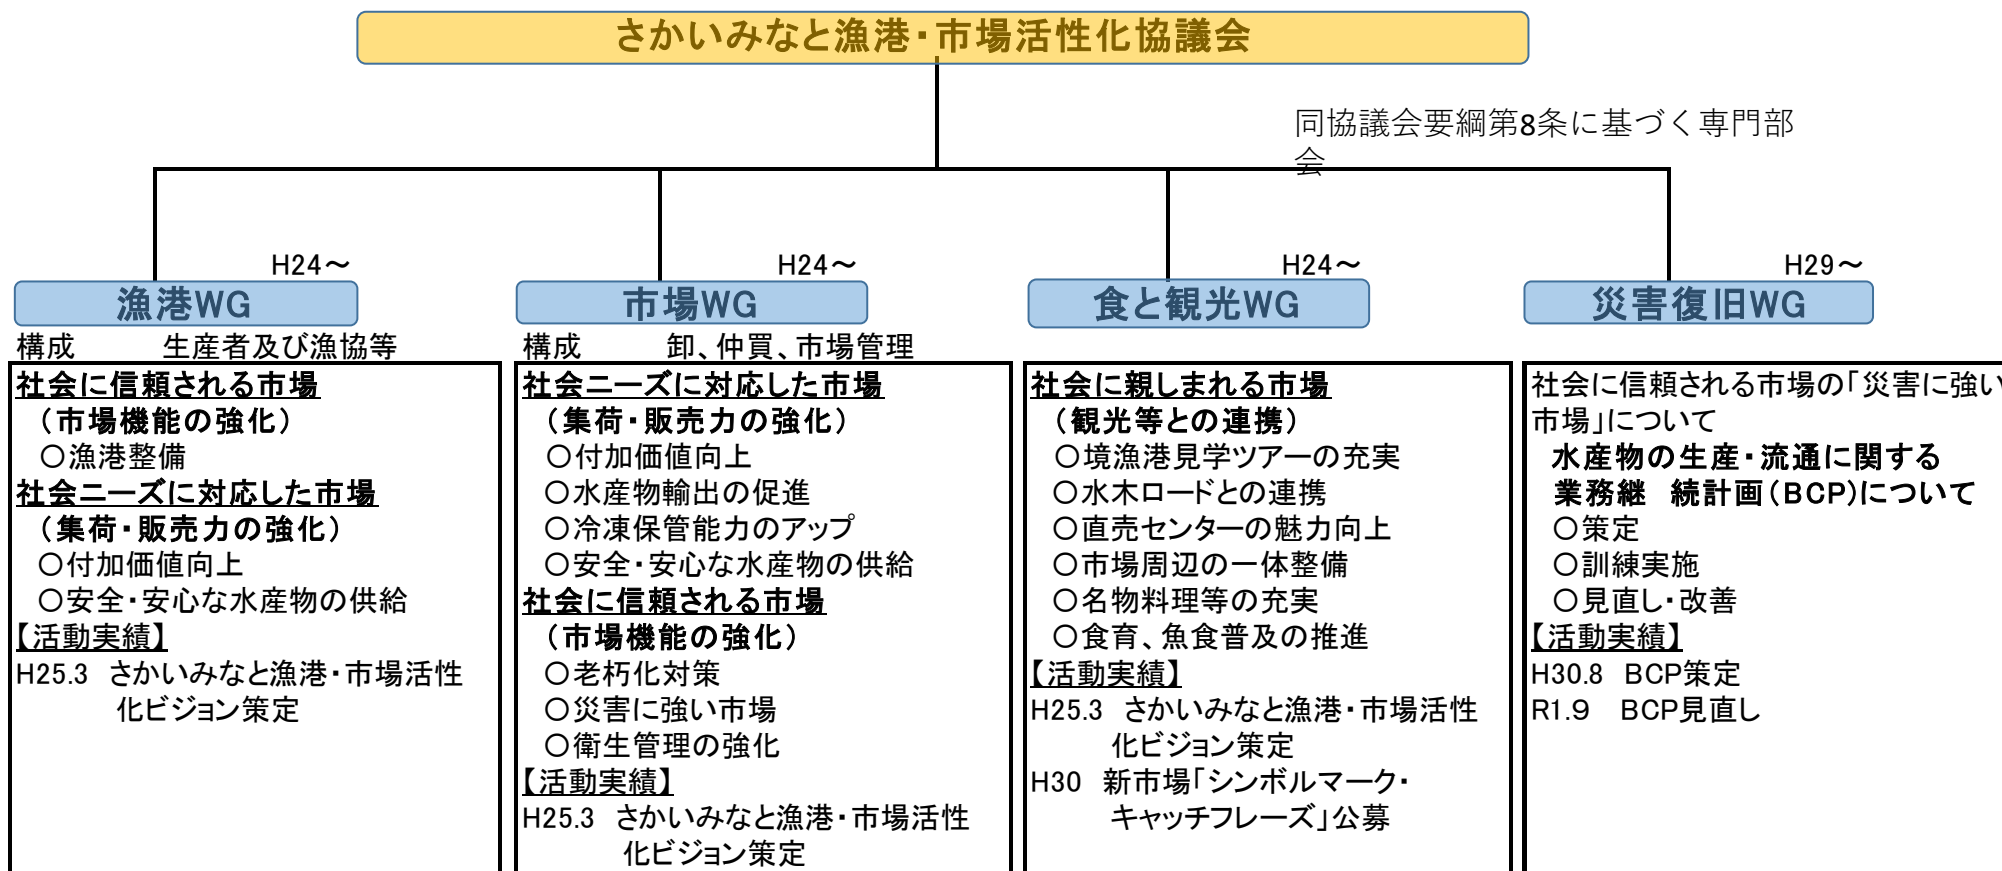 さかいみなと漁港・市場活性化協議会
同協議会要綱第8条に基づく専門部
会
H24～
漁港WG
構成　生産者及び漁協等
社会に信頼される市場
（市場機能の強化）
○漁港整備
社会ニーズに対応した市場
（集荷・販売力の強化）
○付加価値向上
○安全・安心な水産物の供給
【活動実績】
H25.3 さかいみなと漁港・市場活性
化ビジョン策定
H24～
市場WG
構成　卸、仲買、市場管理
社会ニーズに対応した市場
（集荷・販売力の強化）
○付加価値向上
○水産物輸出の促進
○冷凍保管能力のアップ
○安全・安心な水産物の供給
社会に信頼される市場
（市場機能の強化）
○老朽化対策
○災害に強い市場
○衛生管理の強化
【活動実績】
H25.3 さかいみなと漁港・市場活性
化ビジョン策定
H24～
食と観光WG
社会に親しまれる市場
（観光等との連携）
○境漁港見学ツアーの充実
○水木ロードとの連携
○直売センターの魅力向上
○市場周辺の一体整備
○名物料理等の充実
○食育、魚食普及の推進
【活動実績】
H25.3 さかいみなと漁港・市場活性
化ビジョン策定
H30 新市場「シンボルマーク・
キャッチフレーズ」公募
H29～
災害復旧WG
社会に信頼される市場の「災害に強い
市場」について
水産物の生産・流通に関する
業務継　続計画（BCP)について
○策定
○訓練実施
○見直し・改善
【活動実績】
H30.8 BCP策定
R1.9　BCP見直し